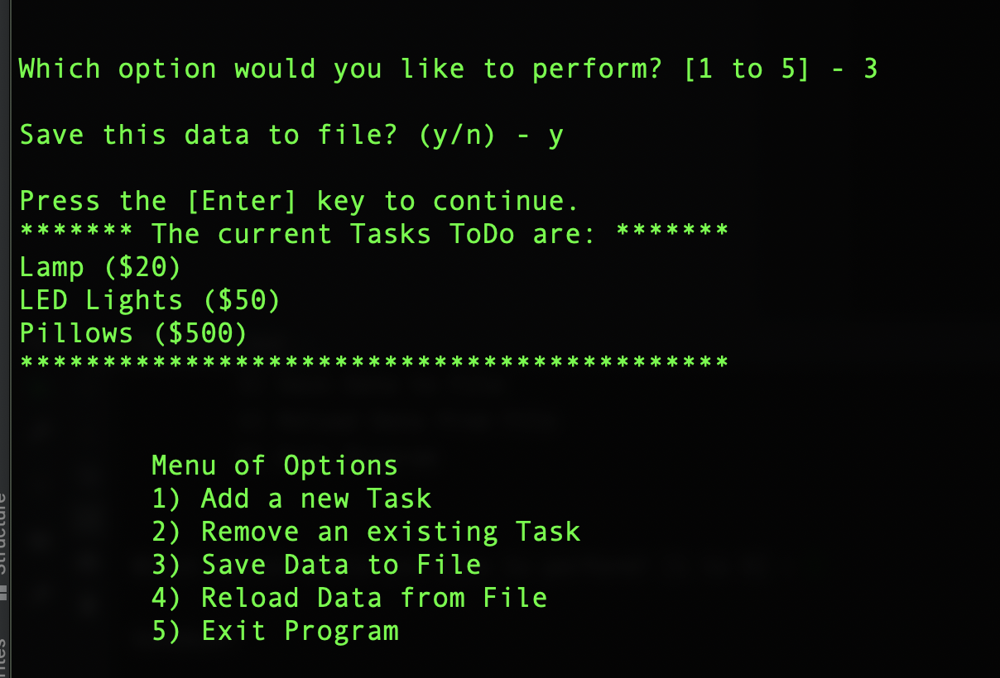 Which option would you like to perform? [1 to 5] - 3
Save this data to file? (y/n) - y
Press the [Enter] key to continue.
******* The current Tasks ToDo are: *******
Lamp ($20)
LED Lights ($50)
Pillows ($500)
*******************************************
Menu of Options
1) Add a new Task
2) Remove an existing Task
3) Save Data to File
4) Reload Data from File
5) Exit Program
Structure